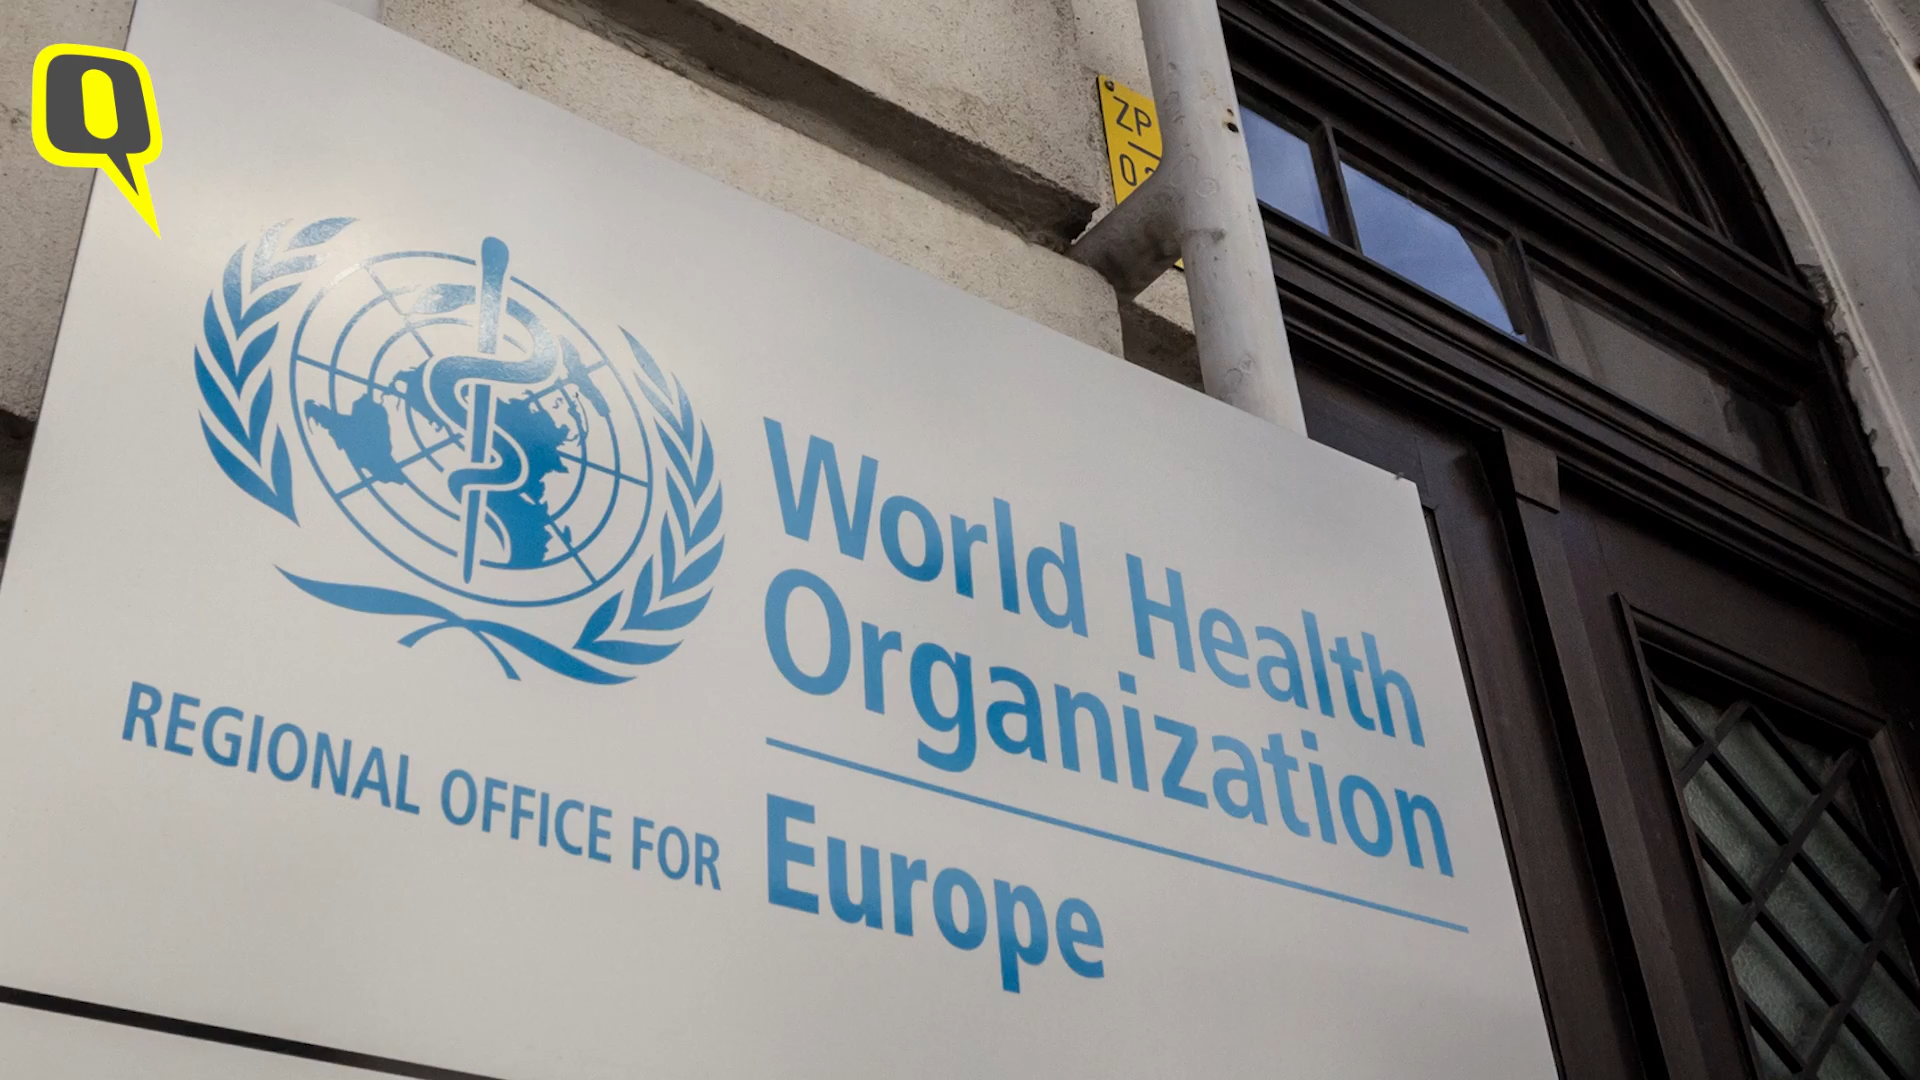 Q
ZP
World Health
Organization
REGIONAL OFFICE FOR
Europe